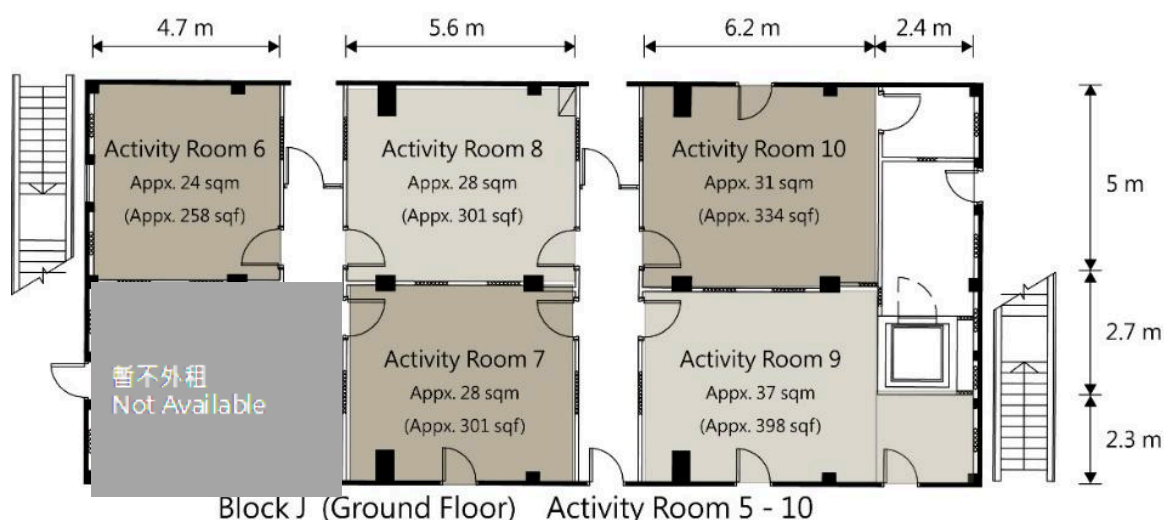 4.7 m
5.6 m
6.2 m
2.4 m
Activity Room 6
Appx. 24 sqm
(Appx. 258 sqf)
Activity Room 8
Appx. 28 sqm
(Appx. 301 sqf)
Activity Room 10
Appx. 31 sqm
(Appx. 334 sqf)
5 m
暫不外租
Not Available
Activity Room 7
Appx. 28 sqm
(Appx. 301 sqf)
Activity Room 9
Appx. 37 sqm
(Appx. 398 sqf)
2.7 m
2.3 m
Block J (Ground Floor) Activity Room 5 - 10